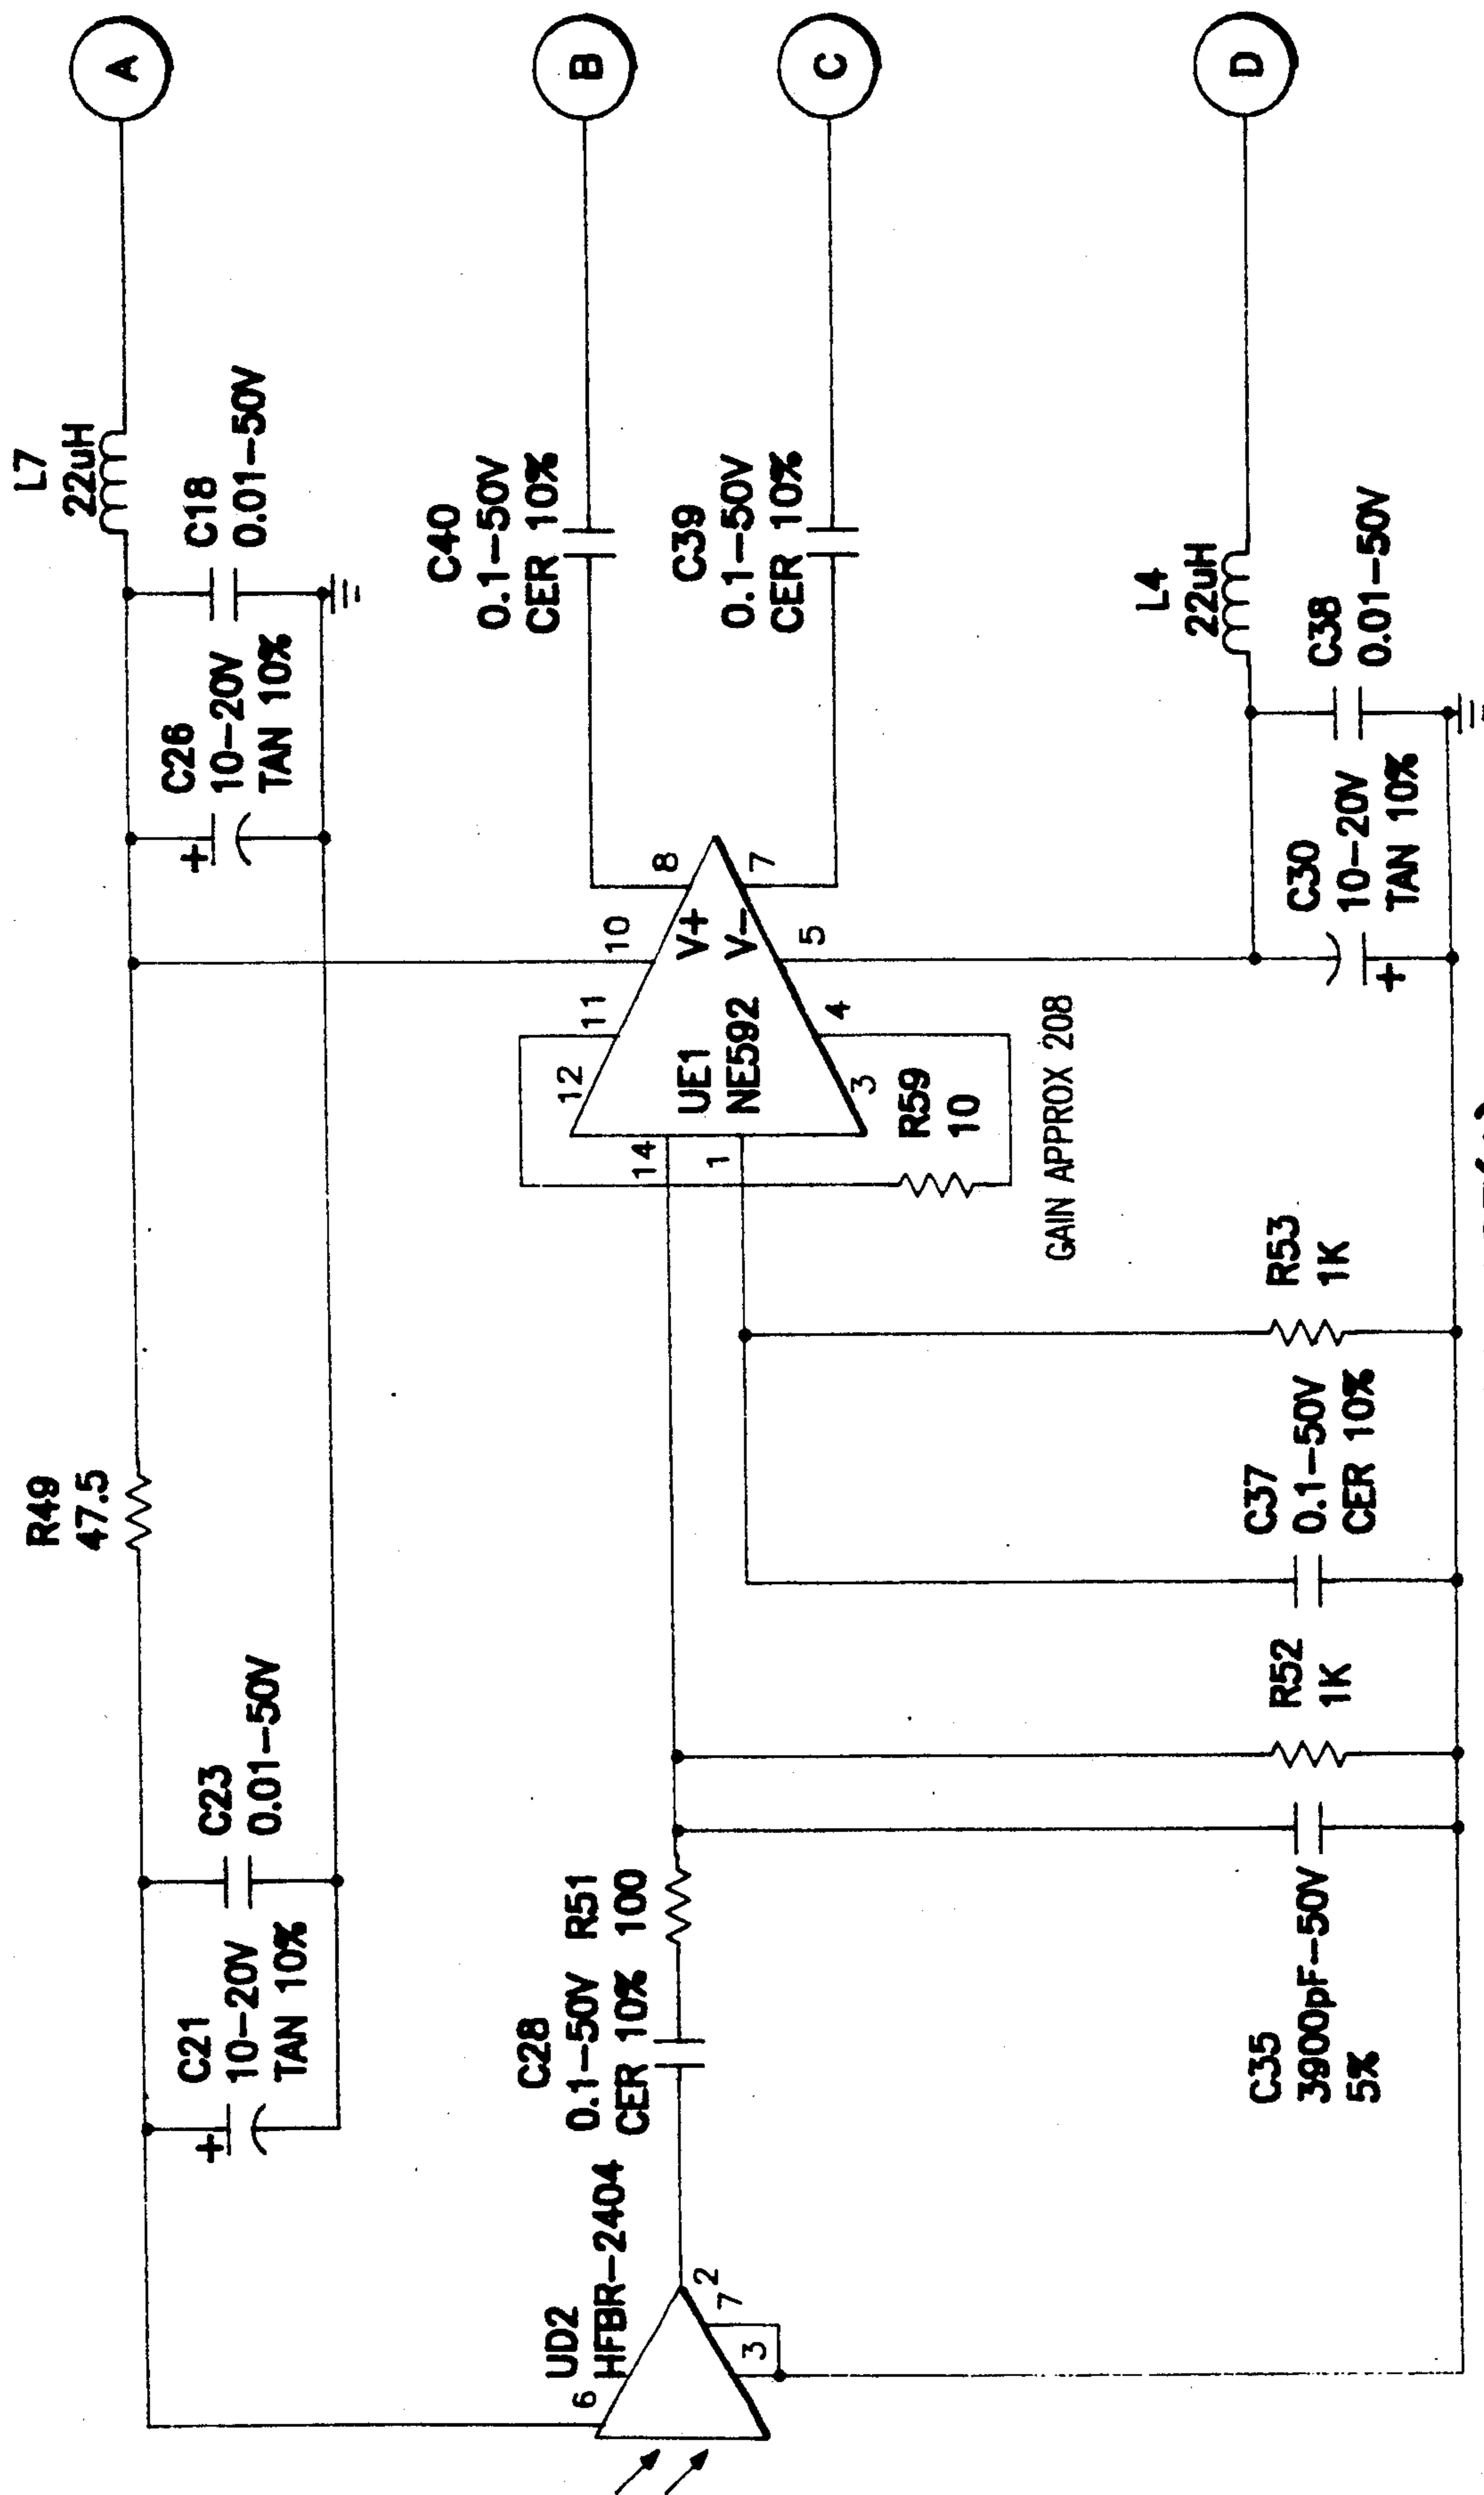 A
B
C
D
L7
22uH
C18
0.01-50V
C26
10-20V
TAN 10%
+
R49
47.5
C23
0.01-50V
C21
10-20V
TAN 10%
+
C40
0.1-50V
CER 10%
C39
0.1-50V
CER 10%
UD2
HFBR-2404
6
2
7
3
C28
0.1-50V
CER 10%
R51
100
UE1
NE592
V+
V-
14
1
12
11
10
8
7
5
4
3
R59
10
GAIN APPROX 208
C35
3900pF-50V
5%
R52
1K
C37
0.1-50V
CER 10%
R53
1K
L4
22uH
C38
0.01-50V
C30
10-20V
TAN 10%
+